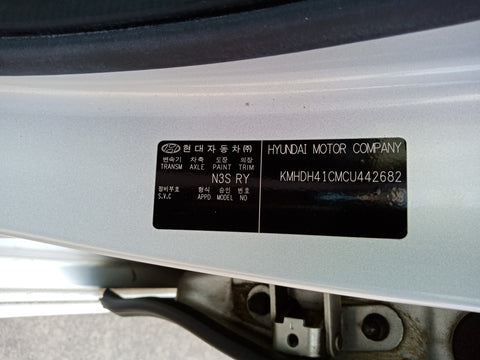 현대자동차㈜
변속기 차축 도장 의장
TRANSM AXLE PAINT TRIM
N3S RY
정비부호 형식 승인 번호
S.V.C APPD MODEL NO
HYUNDAI MOTOR COMPANY
KMHDH41CMCU442682